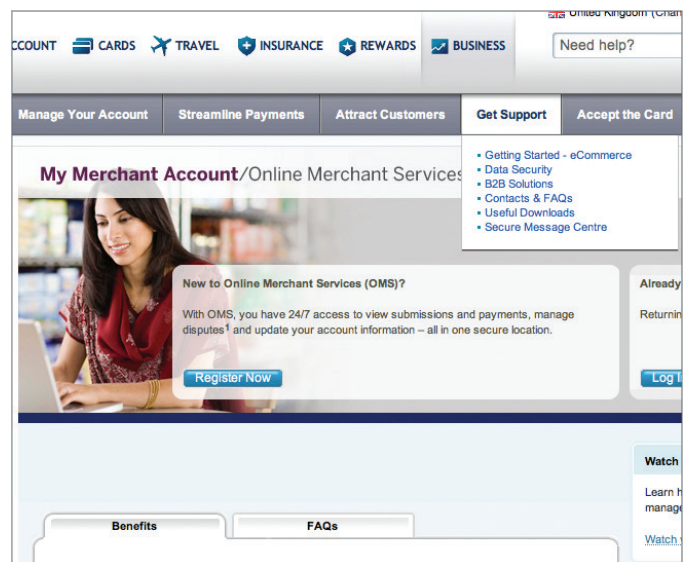 United Kingdom
CARDS TRAVEL INSURANCE REWARDS BUSINESS
Need help?
Manage Your Account Streamline Payments Attract Customers Get Support Accept the Card
▪ Getting Started - eCommerce
▪ Data Security
▪ B2B Solutions
▪ Contacts & FAQs
▪ Useful Downloads
▪ Secure Message Centre
My Merchant Account/Online Merchant Services
New to Online Merchant Services (OMS)?
With OMS, you have 24/7 access to view submissions and payments, manage
disputes¹ and update your account information – all in one secure location.
Register Now
Already
Log
Watch
Learn
Watch
Benefits FAQs